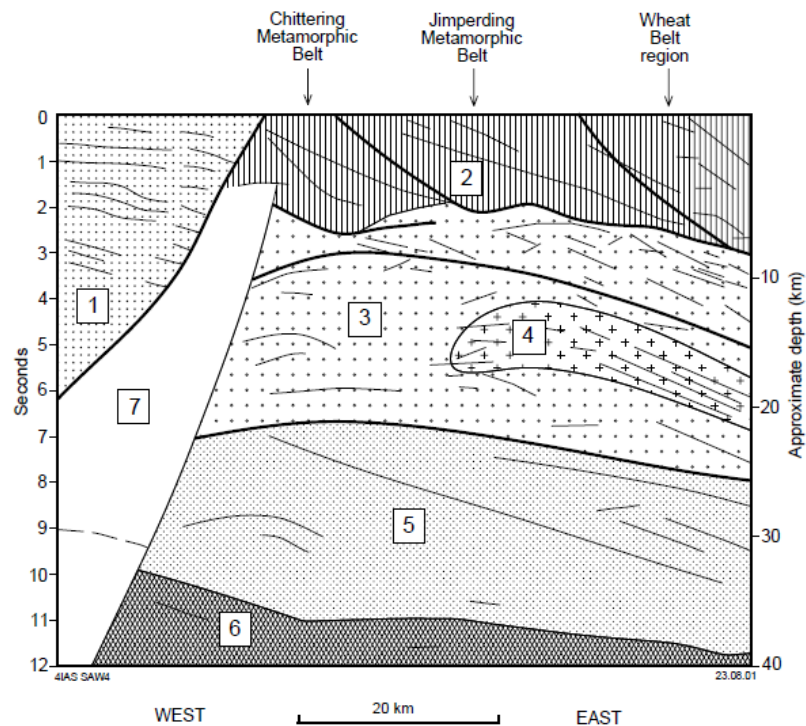 Chittering
Metamorphic
Belt
Jimperding
Metamorphic
Belt
Wheat
Belt
region
0
1
2
3
4
5
6
7
8
9
10
11
12
Seconds
1
2
3
4
5
6
7
10
20
30
40
Approximate depth (km)
4IAS SAW4
23.08.01
WEST
20 km
EAST